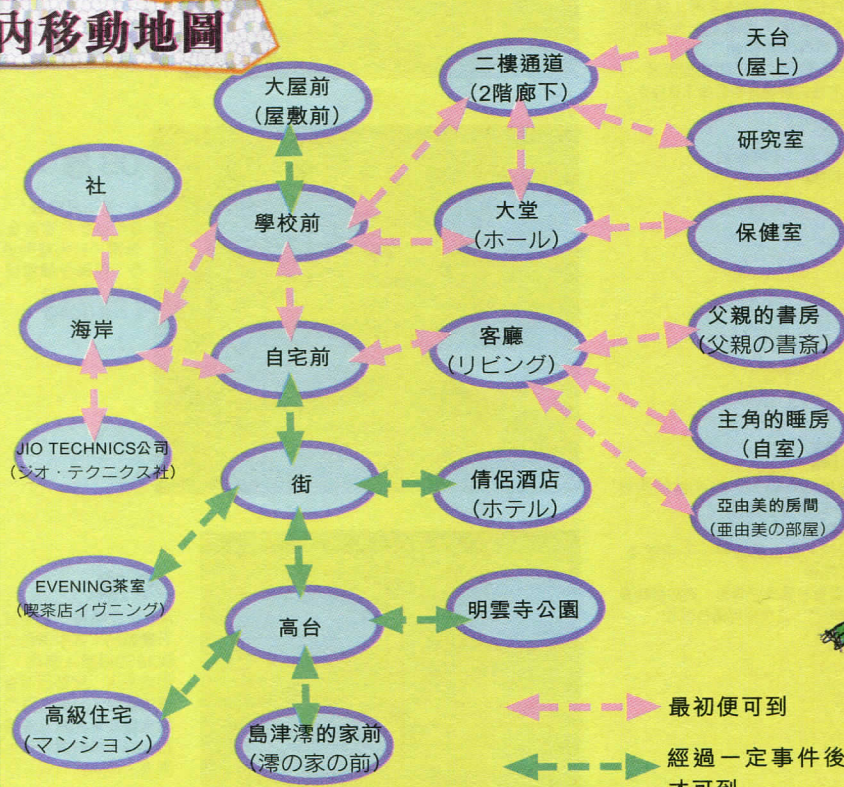 內移動地圖
天台
(屋上)
二樓通道
(2階廊下)
大屋前
(屋敷前)
研究室
社
學校前
大堂
(ホール)
保健室
海岸
自宅前
客廳
(リビング)
父親的書房
(父親の書斎)
主角的睡房
(自室)
JIO TECHNICS公司
(ジオ・テクニクス社)
街
倩侶酒店
(ホテル)
亞由美的房間
(亜由美の部屋)
EVENING茶室
(喫茶店イヴニング)
高台
明雲寺公園
高級住宅
(マンション)
島津澪的家前
(澪の家の前)
最初便可到
經過一定事件後
才可到